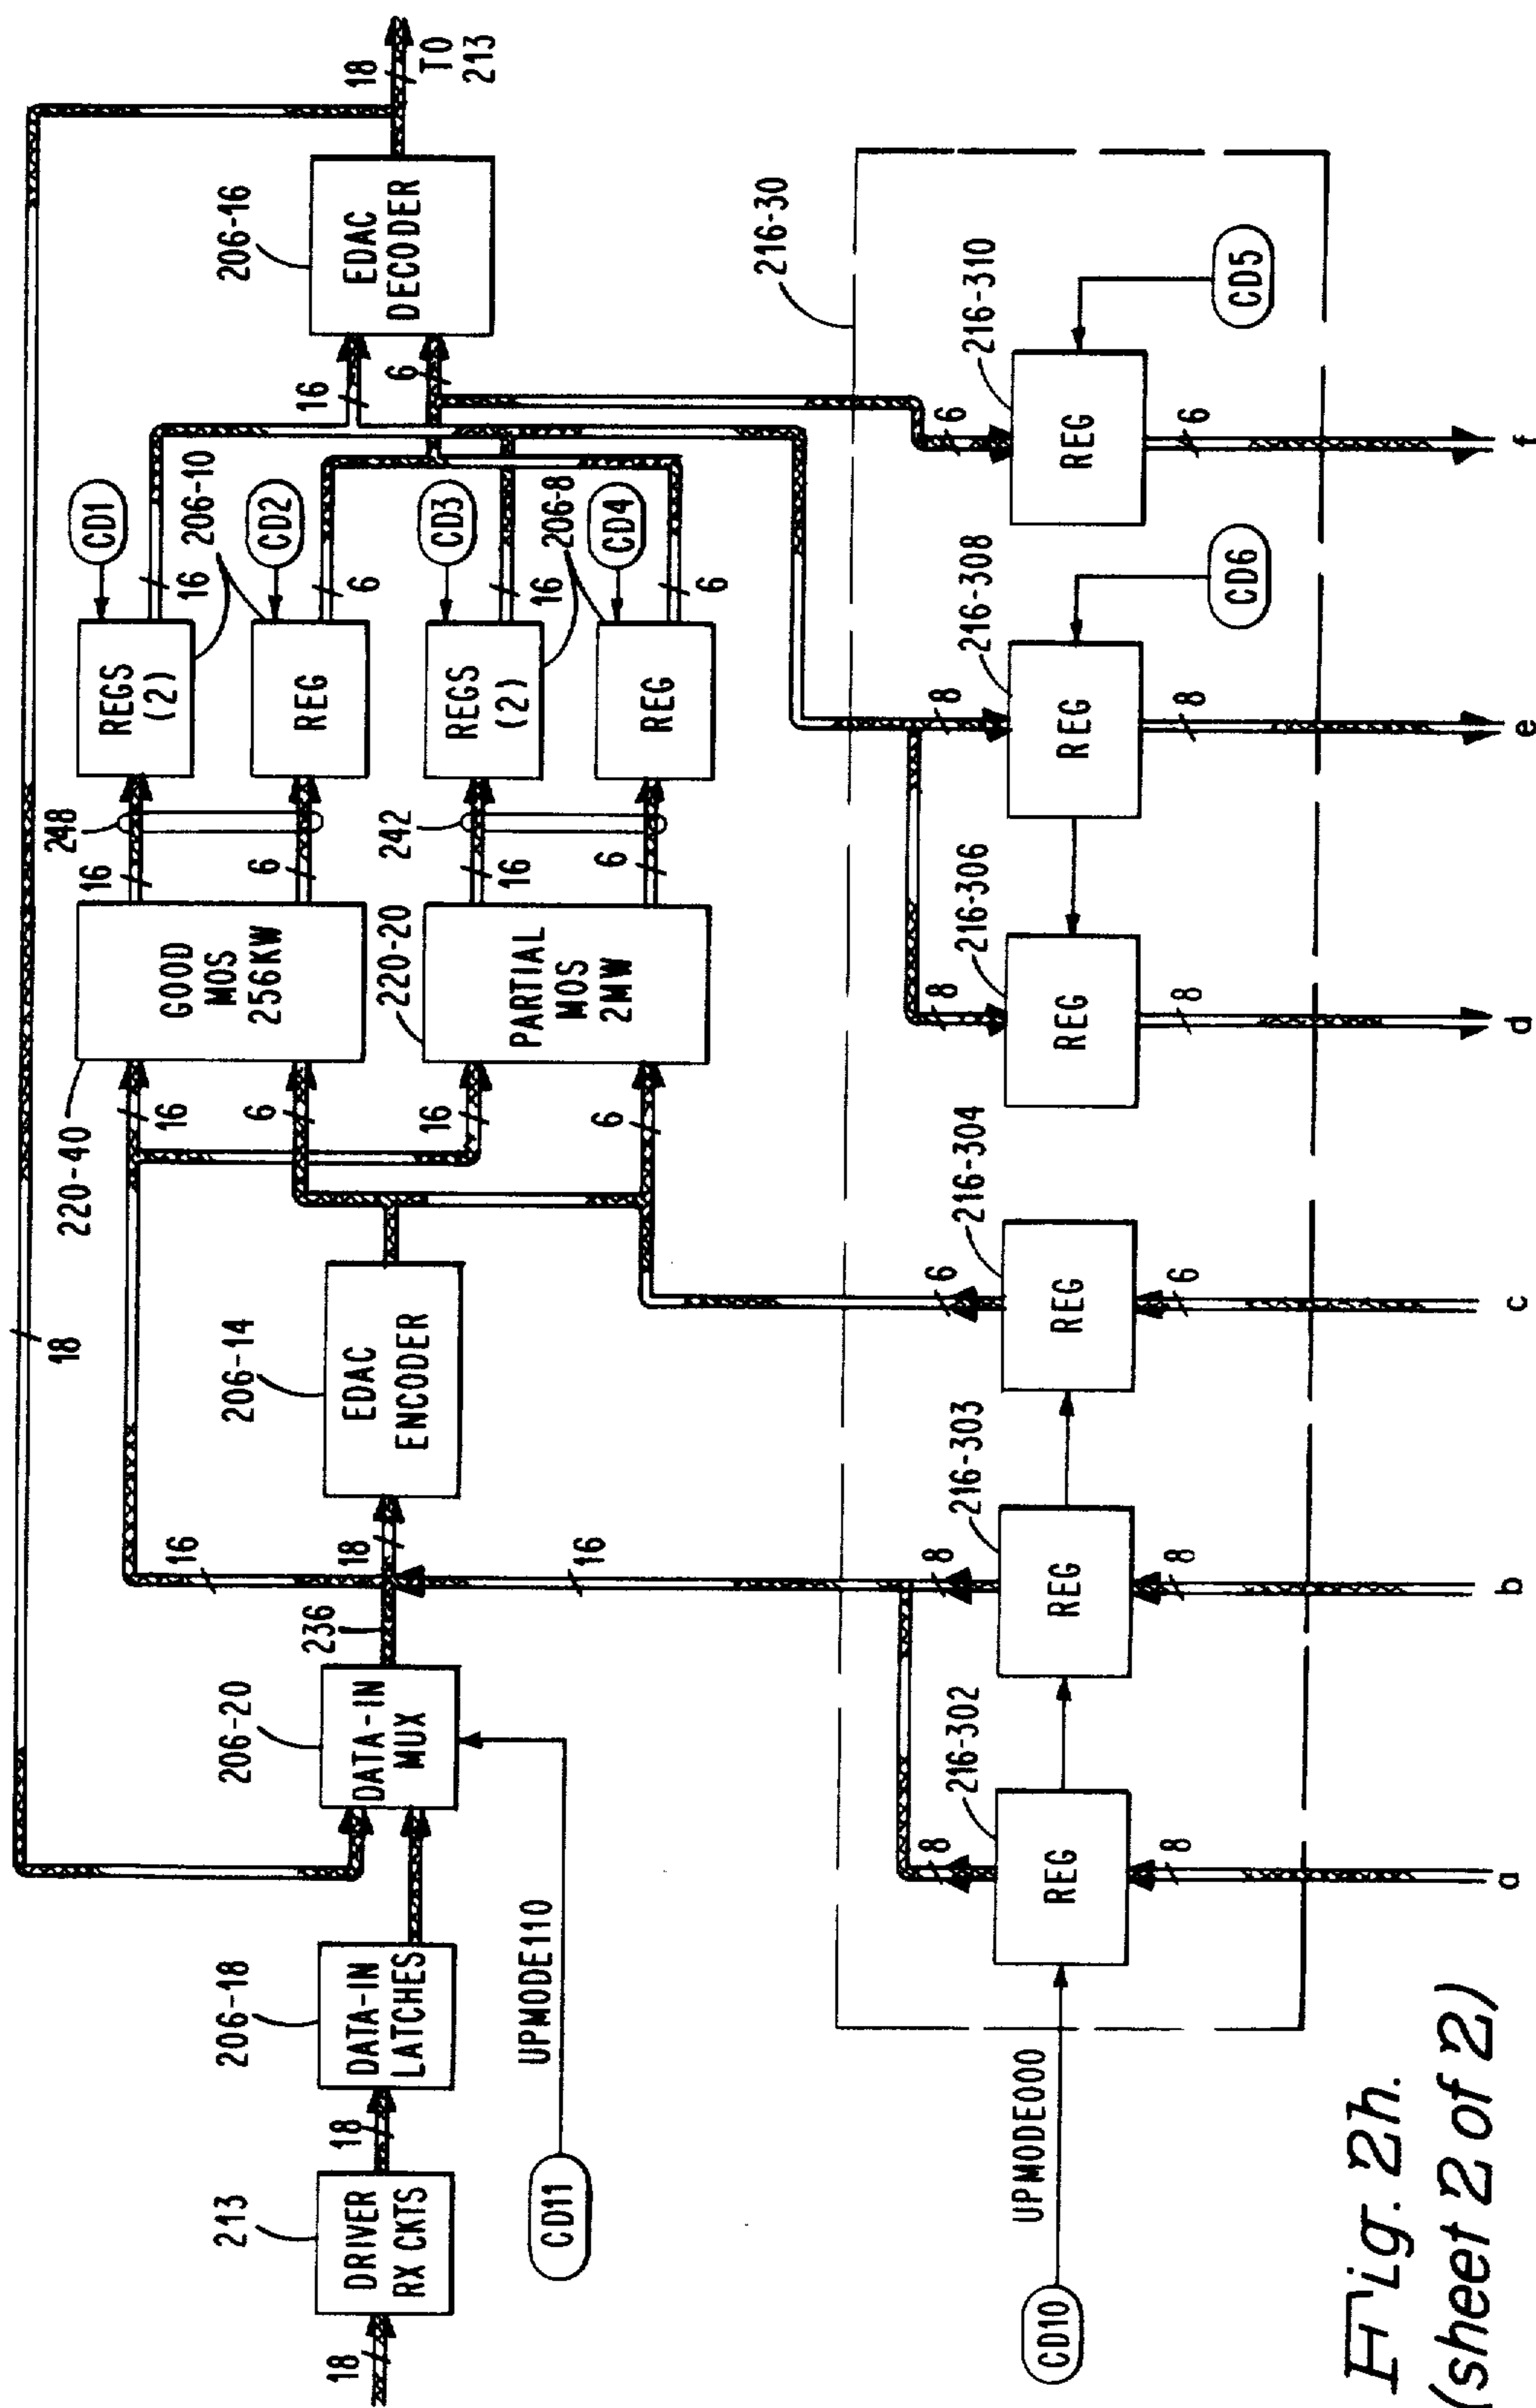 18
TO
213
18
206-16
EDAC
DECODER
16
6
CD1
206-10
CD2
CD3
206-8
CD4
16
6
16
6
REGS
(2)
REG
REGS
(2)
REG
248
242
16
6
16
6
GOOD
MOS
256KW
PARTIAL
MOS
2MW
220-40
220-20
16
6
16
6
206-14
EDAC
ENCODER
16
18
16
236
206-20
DATA-IN
MUX
206-18
DATA-IN
LATCHES
18
213
DRIVER
RX CKTS
18
UPMODE110
CD11
216-30
216-310
REG
6
6
CD5
f
216-308
REG
8
8
CD6
e
216-306
REG
8
8
d
216-304
REG
6
6
c
216-303
REG
8
8
b
216-302
REG
8
8
a
UPMODE000
CD10
Fig. 2h.
(sheet 2 of 2)